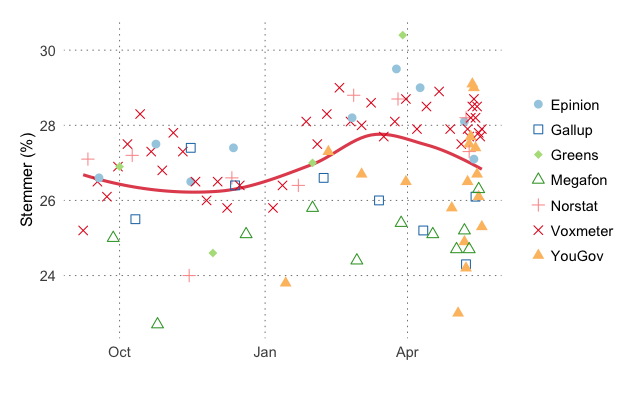 Stemmer (%)
30
28
26
24
Oct
Jan
Apr
Epinion
Gallup
Greens
Megafon
Norstat
Voxmeter
YouGov